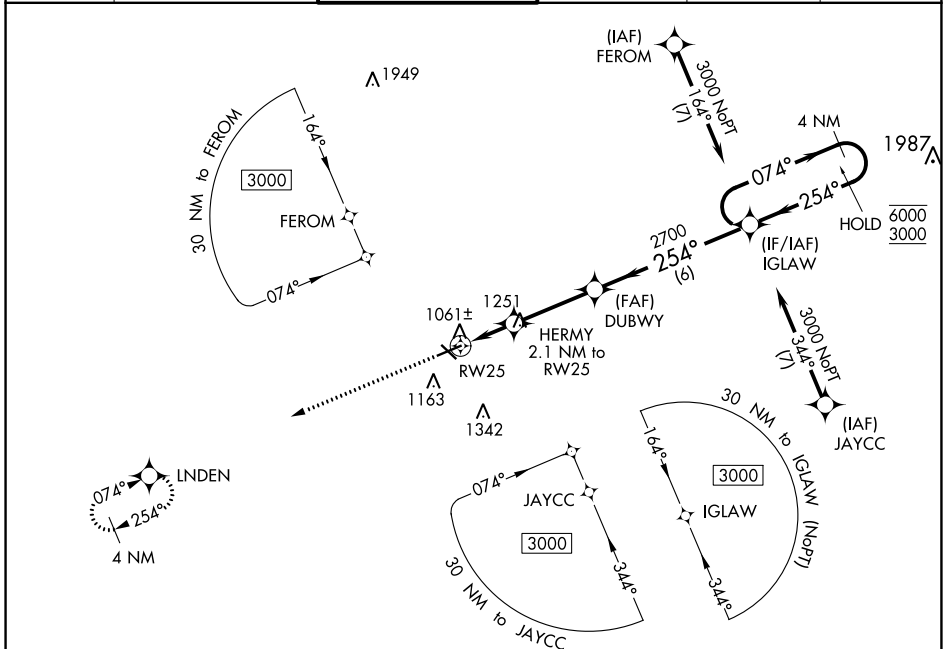 (IAF)
FEROM
3000 NoPT
164°
(7)
1949
4 NM
1987
074°
254°
HOLD
6000
3000
(IF/IAF)
IGLAW
30 NM to FEROM
164°
3000
FEROM
074°
2700
254°
(6)
(FAF)
DUBWY
1251
1061±
HERMY
2.1 NM to
RW25
RW25
1163
1342
3000 NoPT
344°
(7)
(IAF)
JAYCC
LNDEN
074°
254°
4 NM
074°
JAYCC
3000
344°
30 NM to JAYCC
30 NM to IGLAW (NoPT)
164°
3000
IGLAW
344°